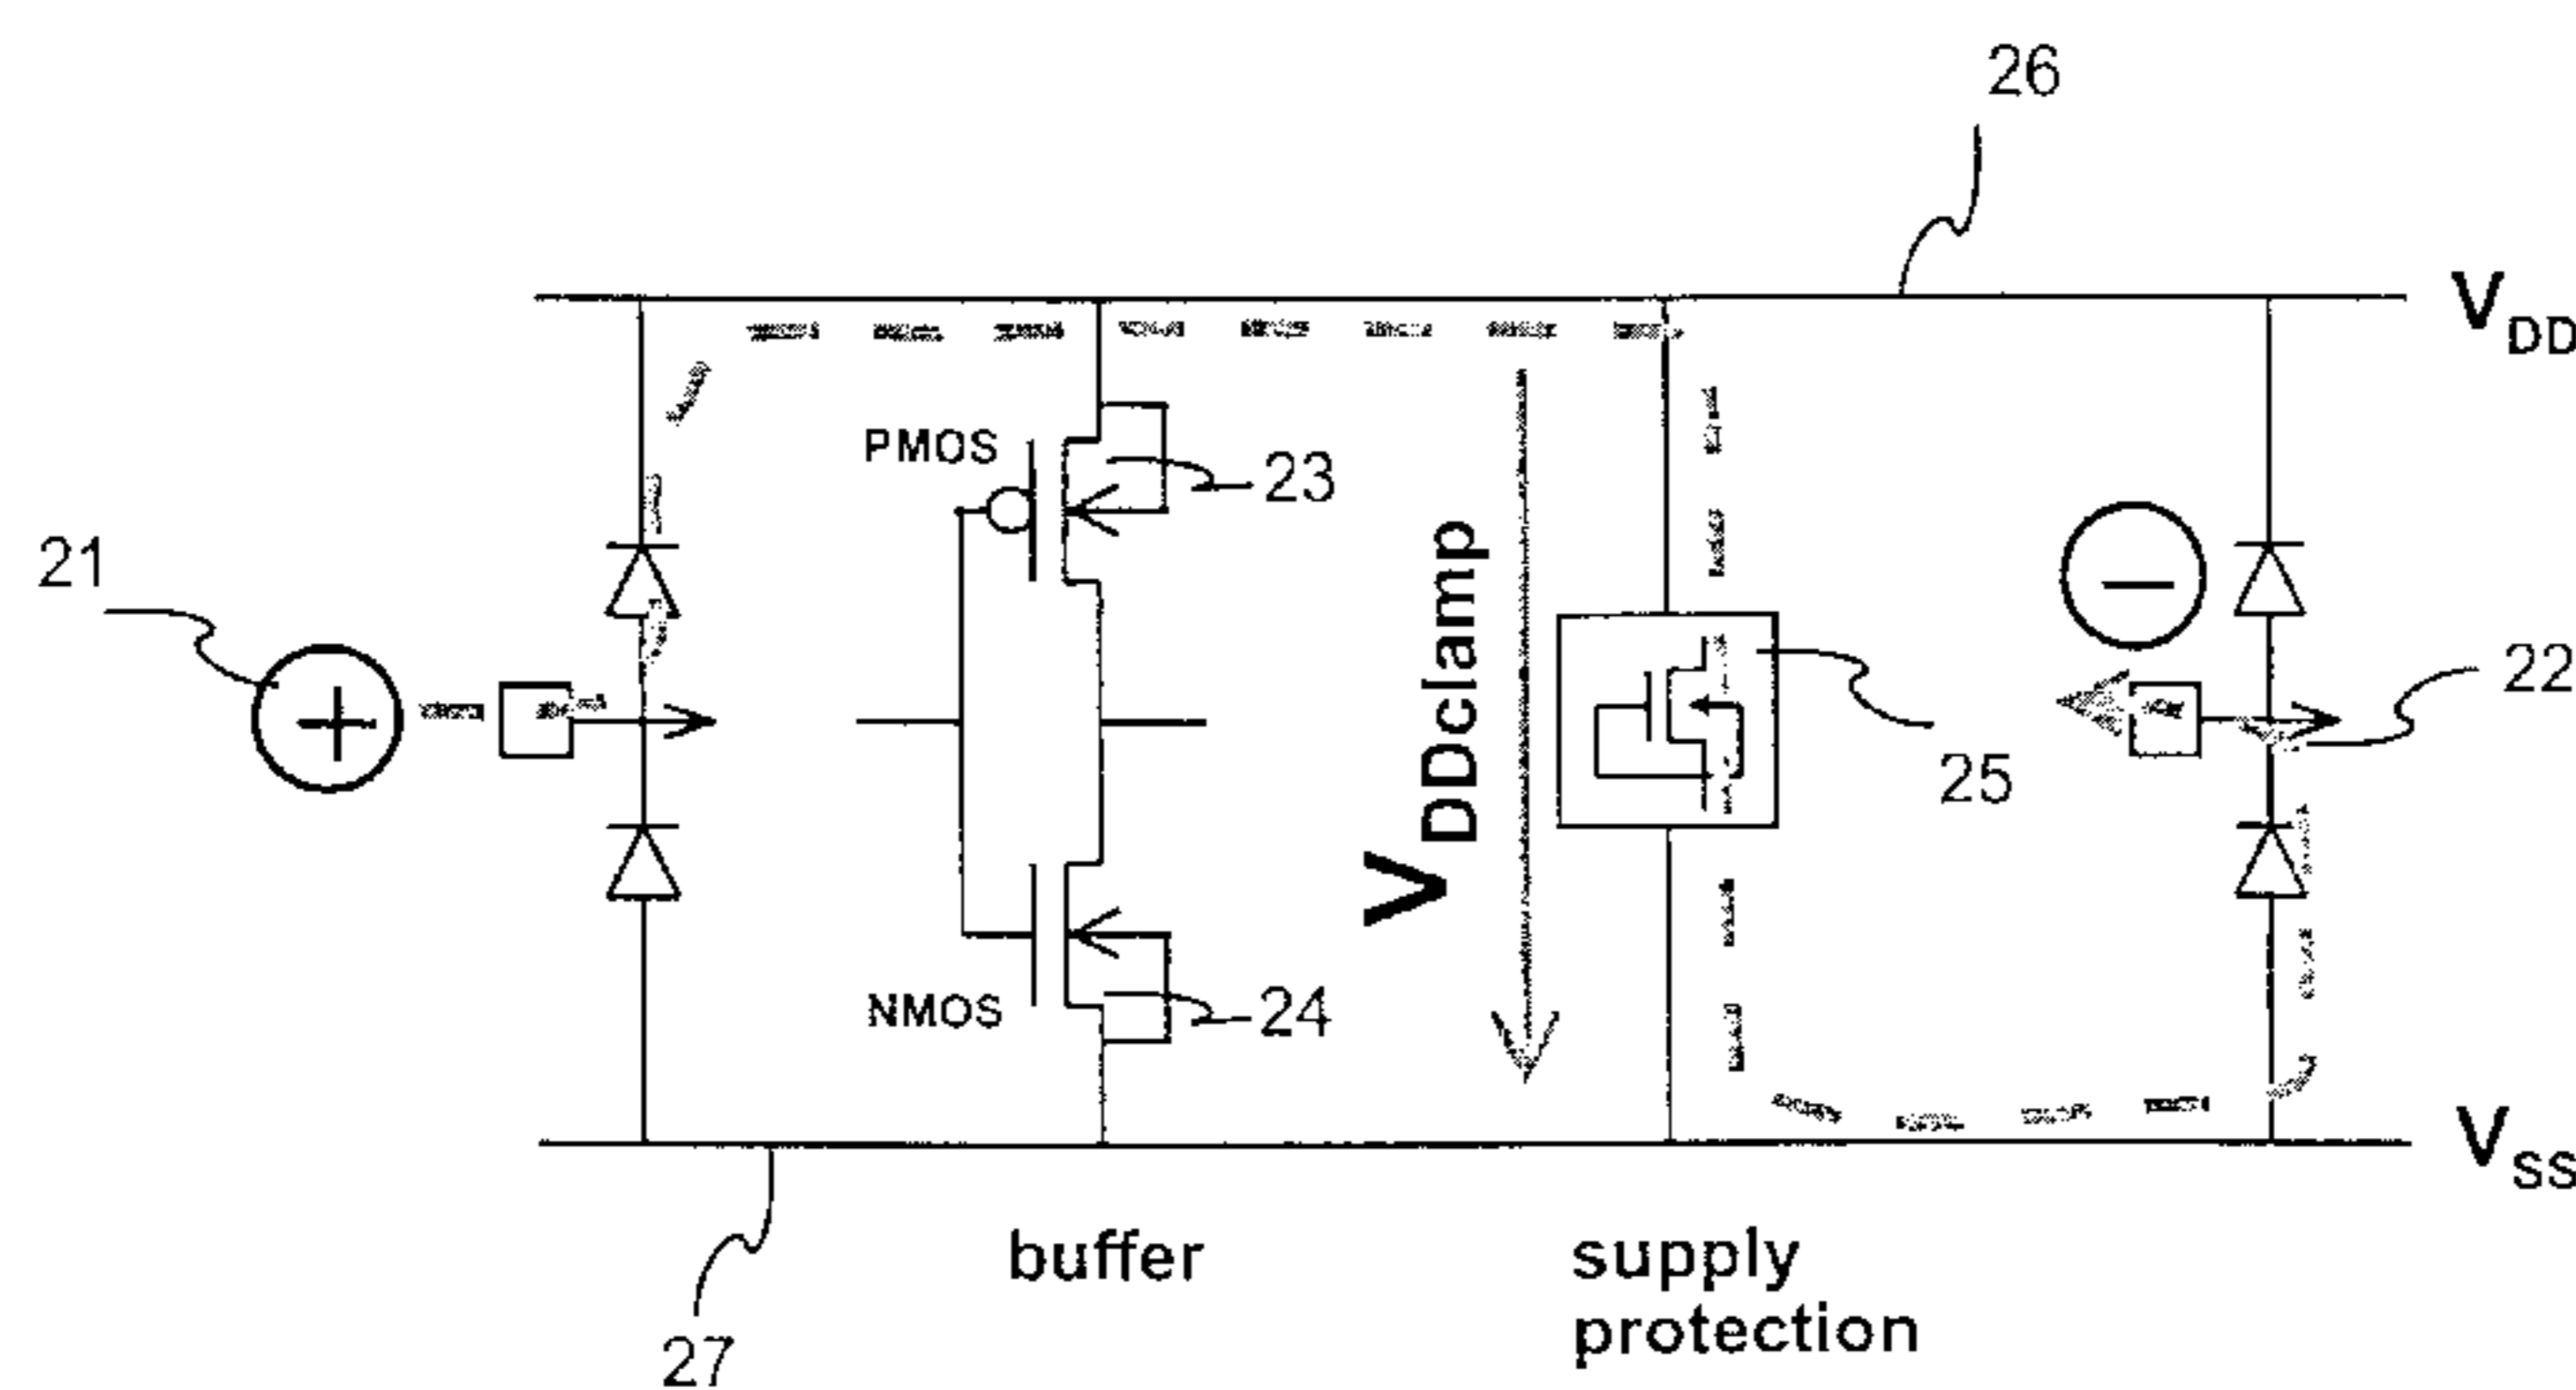 26
VDD
PMOS
23
21
+
−
VDDclamp
22
25
NMOS
24
VSS
buffer
supply
protection
27